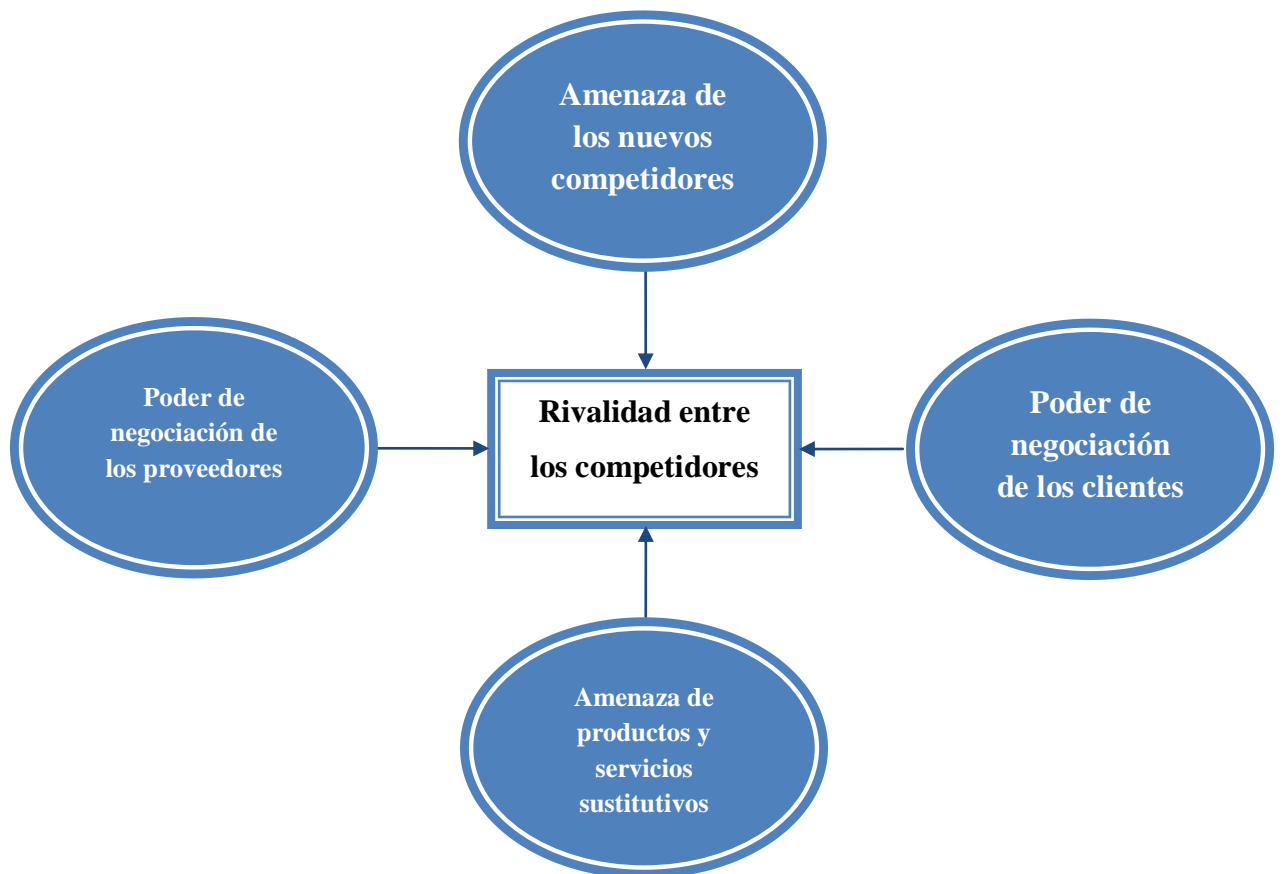 Amenaza de
los nuevos
competidores
Poder de
negociación de
los proveedores
Rivalidad entre
los competidores
Poder de
negociación
de los clientes
Amenaza de
productos y
servicios
sustitutivos